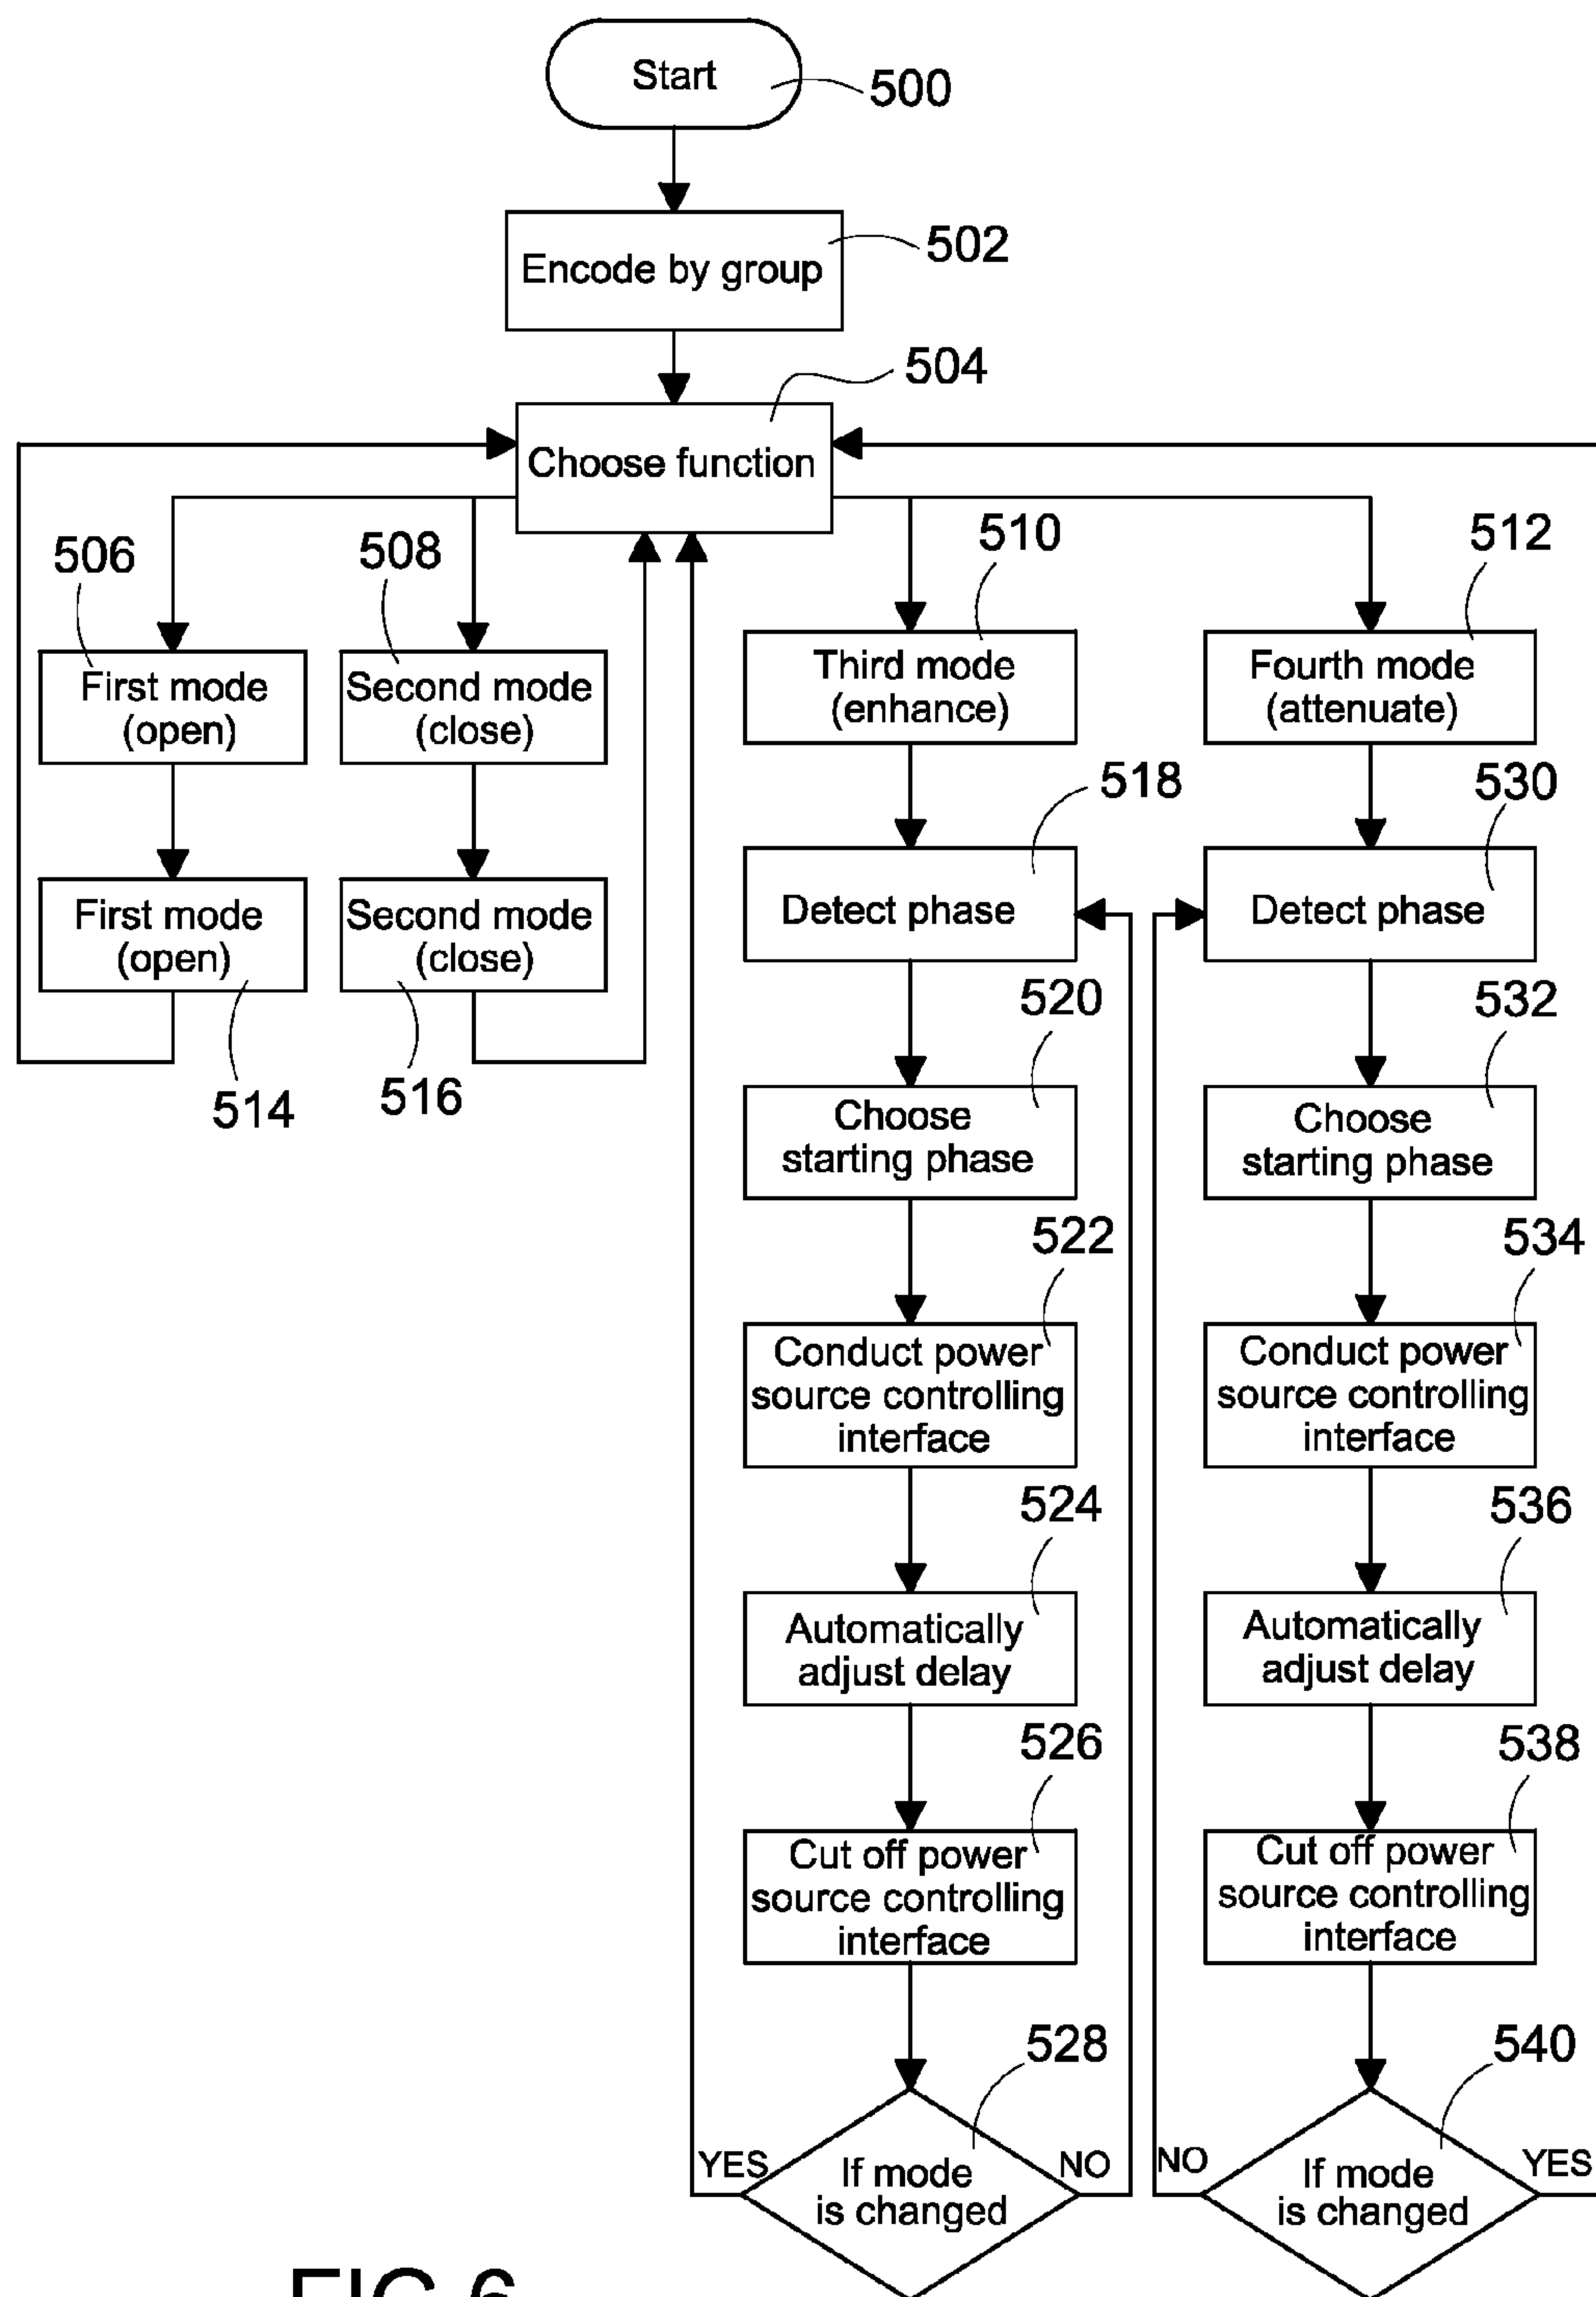 Start
500
Encode by group
502
504
Choose function
506
508
510
512
First mode
(open)
Second mode
(close)
Third mode
(enhance)
Fourth mode
(attenuate)
518
530
First mode
(open)
Second mode
(close)
Detect phase
Detect phase
514
516
520
532
Choose
starting phase
Choose
starting phase
522
534
Conduct power
source controlling
interface
Conduct power
source controlling
interface
524
536
Automatically
adjust delay
Automatically
adjust delay
526
538
Cut off power
source controlling
interface
Cut off power
source controlling
interface
528
540
YES
If mode
is changed
NO
NO
If mode
is changed
YES
FIG.6